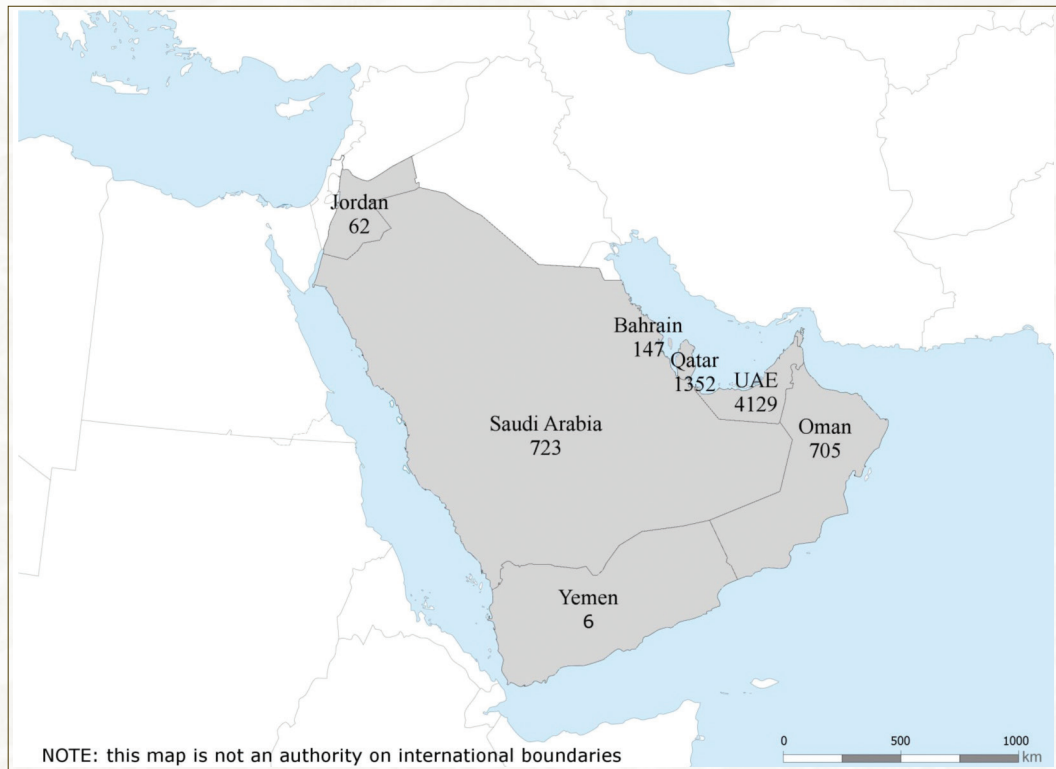 Jordan
62
Bahrain
147
Qatar
1352
UAE
4129
Saudi Arabia
723
Oman
705
Yemen
6
NOTE: this map is not an authority on international boundaries
0 500 1000
km